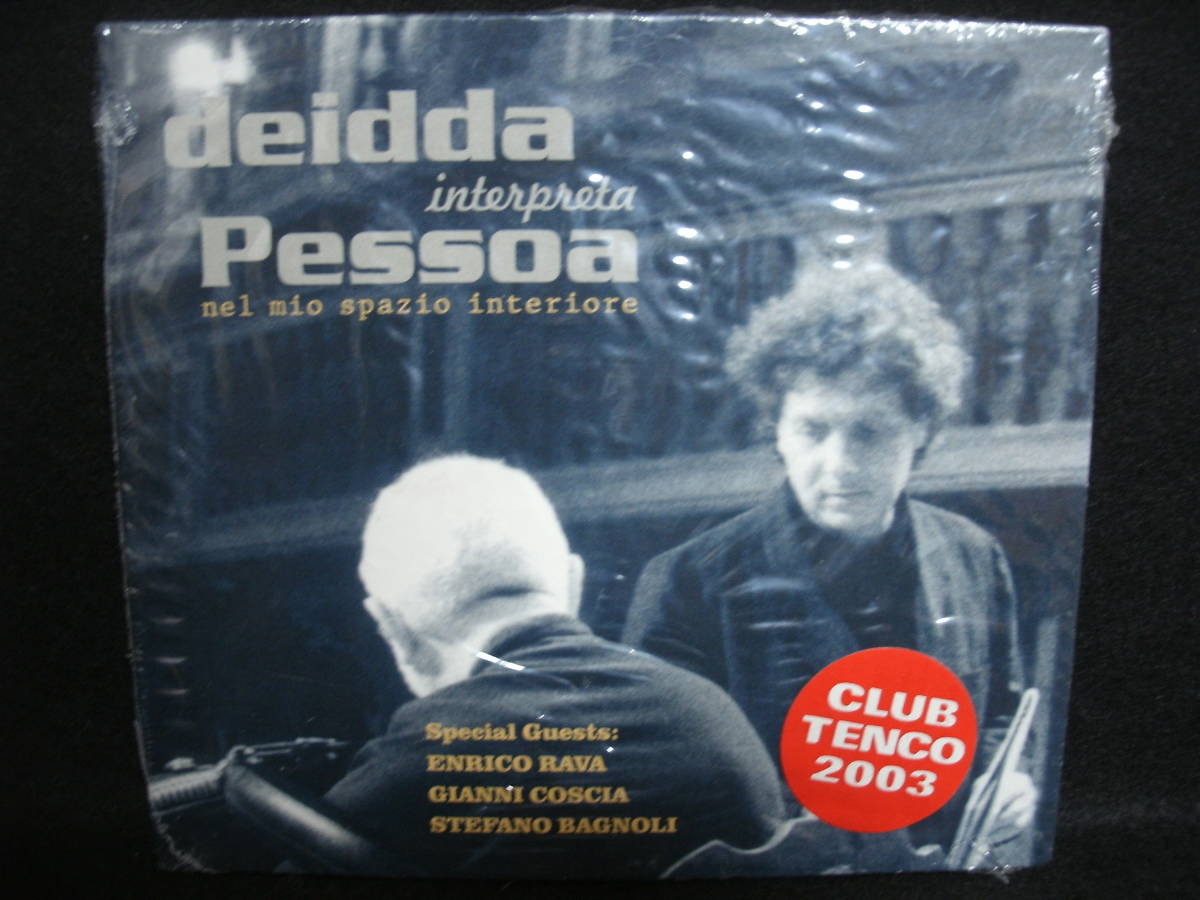 deidda
interpreta
Pessoa
nel mio spazio interiore
Special Guests:
ENRICO RAVA
GIANNI COSCIA
STEFANO BAGNOLI
CLUB
TENCO
2003